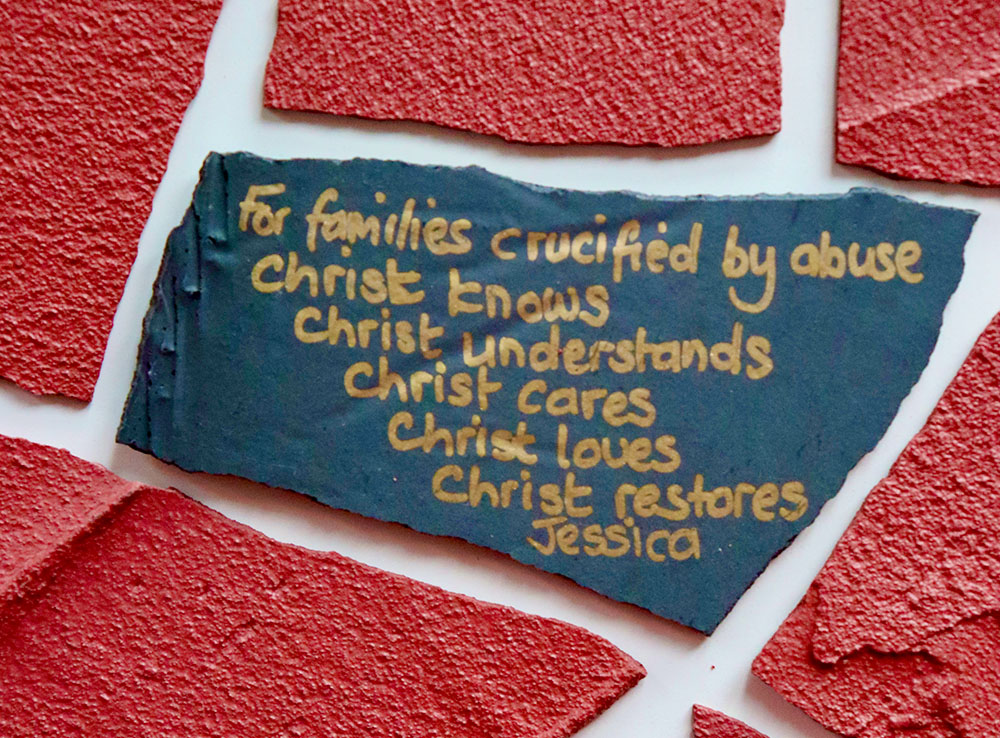 For families crucified by abuse
Christ knows
Christ understands
Christ cares
Christ loves
Christ restores
Jessica